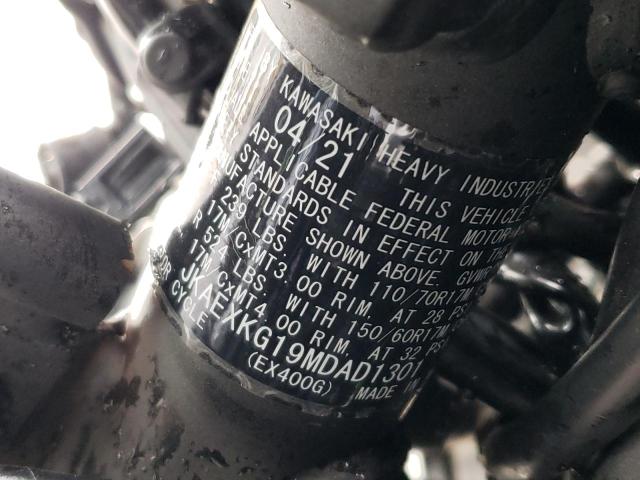 KAWASAKI HEAVY INDUSTRIE
04 21 THIS VEHICLE
APPLICABLE FEDERAL MOTOR
STANDARDS IN EFFECT ON THE
MANUFACTURE SHOWN ABOVE. GVWR
239 LBS. WITH 110/70R17M
17M/CxMT3.00 RIM. AT 28 PSI
324 LBS. WITH 150/60R17M
17M/CxMT4.00 RIM. AT 32 PSI
JKAEXKG19MDAD1301
CYCLE (EX400G) MADE IN